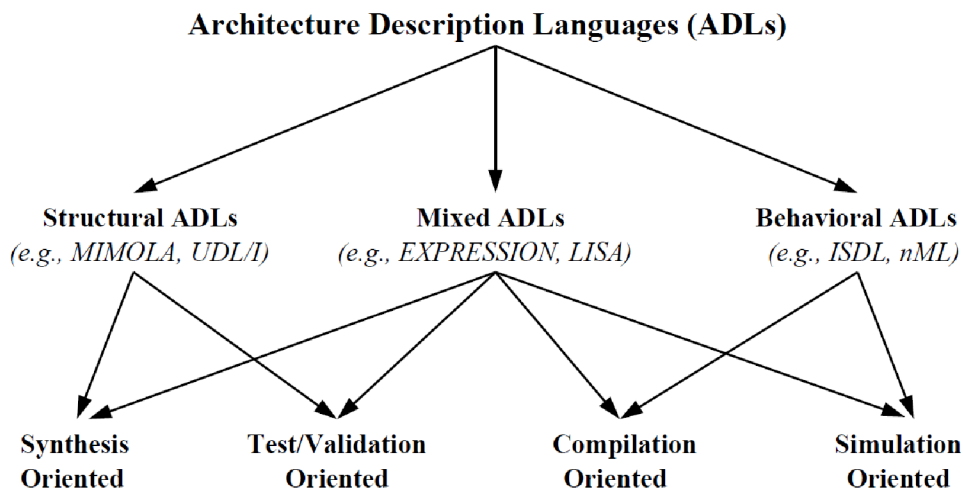 Architecture Description Languages (ADLs)
Structural ADLs
(e.g., MIMOLA, UDL/I)
Mixed ADLs
(e.g., EXPRESSION, LISA)
Behavioral ADLs
(e.g., ISDL, nML)
Synthesis
Oriented
Test/Validation
Oriented
Compilation
Oriented
Simulation
Oriented